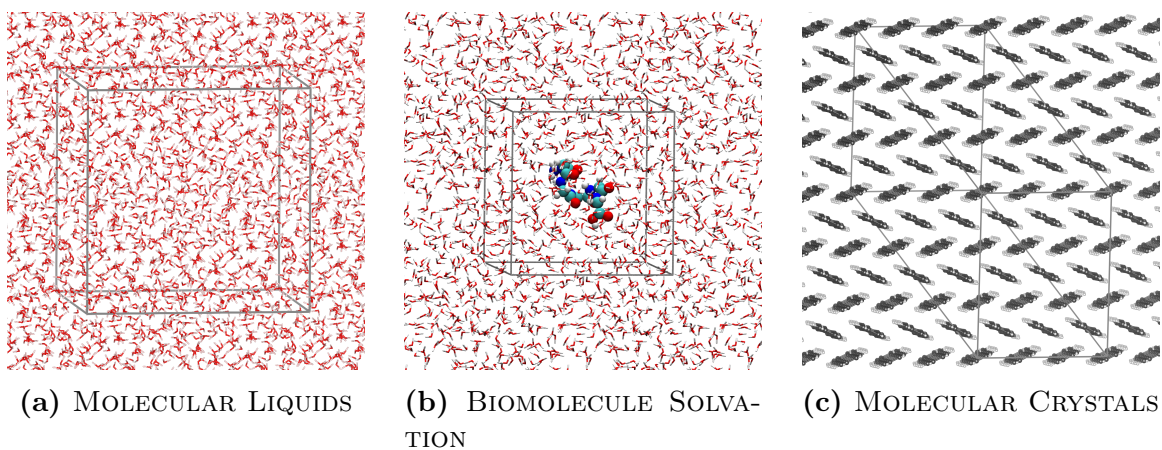 (a) MOLECULAR LIQUIDS
(b) BIOMOLECULE SOLVA-
TION
(c) MOLECULAR CRYSTALS